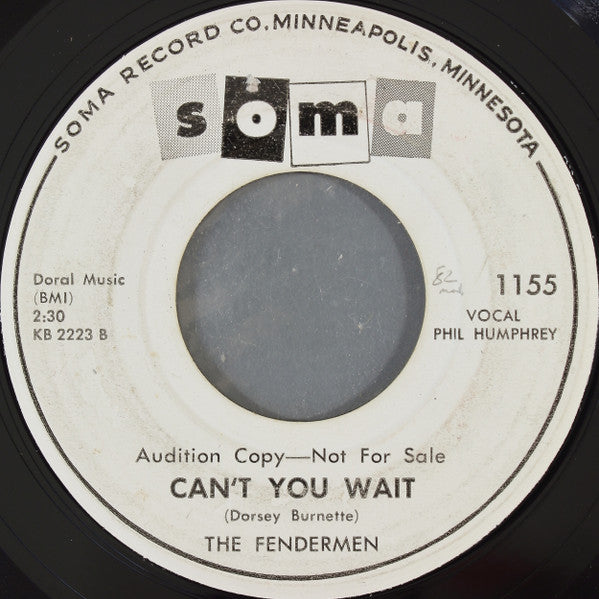 SOMA RECORD CO. MINNEAPOLIS, MINNESOTA
soma
Doral Music
(BMI)
2:30
KB 2223 B
1155
VOCAL
PHIL HUMPHREY
Audition Copy—Not For Sale
CAN'T YOU WAIT
(Dorsey Burnette)
THE FENDERMEN